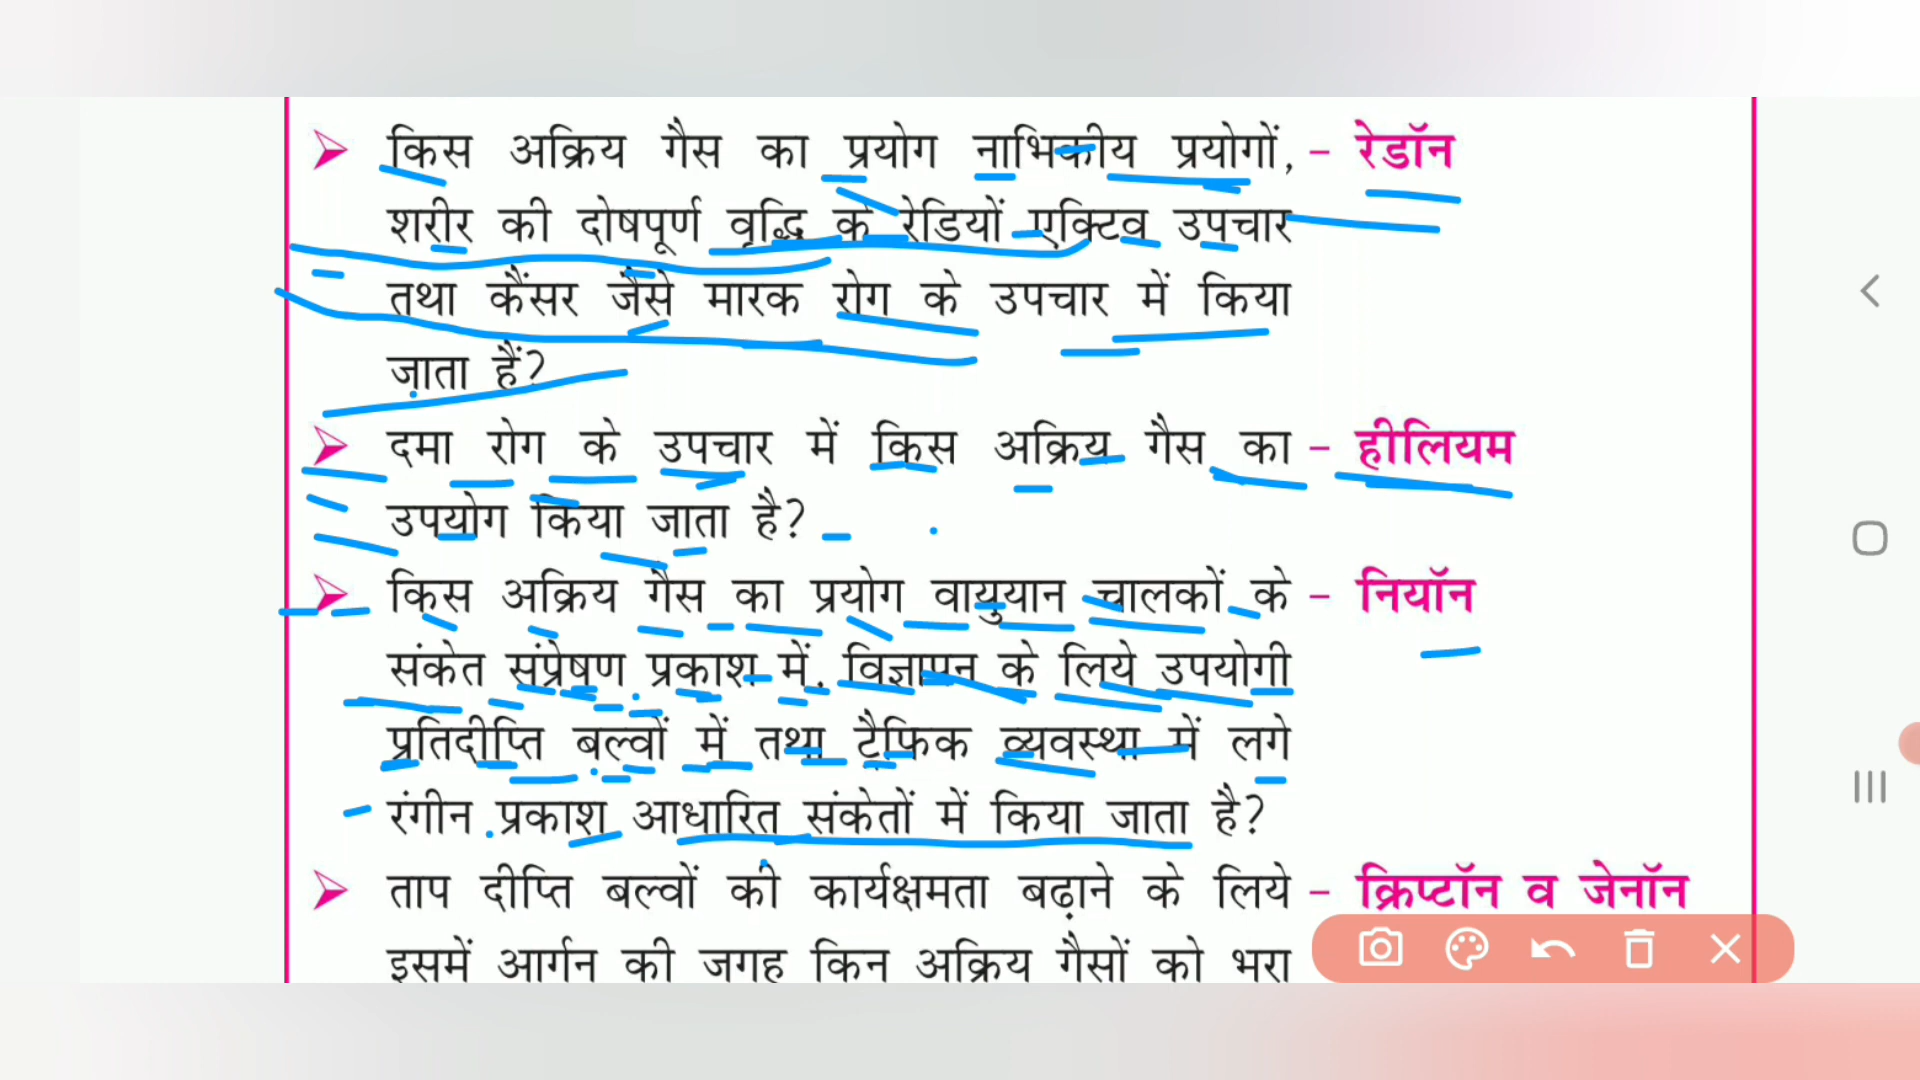 किस अक्रिय गैस का प्रयोग नाभिकीय प्रयोगों, – रेडॉन
शरीर की दोषपूर्ण वृद्धि के रेडियों एक्टिव उपचार
तथा कैंसर जैसे मारक रोग के उपचार में किया
जाता हैं?
दमा रोग के उपचार में किस अक्रिय गैस का – हीलियम
उपयोग किया जाता है?
किस अक्रिय गैस का प्रयोग वायुयान चालकों के – नियॉन
संकेत संप्रेषण प्रकाश में, विज्ञापन के लिये उपयोगी
प्रतिदीप्ति बल्वों में तथा टैफिक व्यवस्था में लगे
रंगीन प्रकाश आधारित संकेतों में किया जाता है?
ताप दीप्ति बल्वों की कार्यक्षमता बढ़ाने के लिये – क्रिप्टॉन व जेनॉन
इसमें आर्गन की जगह किन अक्रिय गैसों को भरा